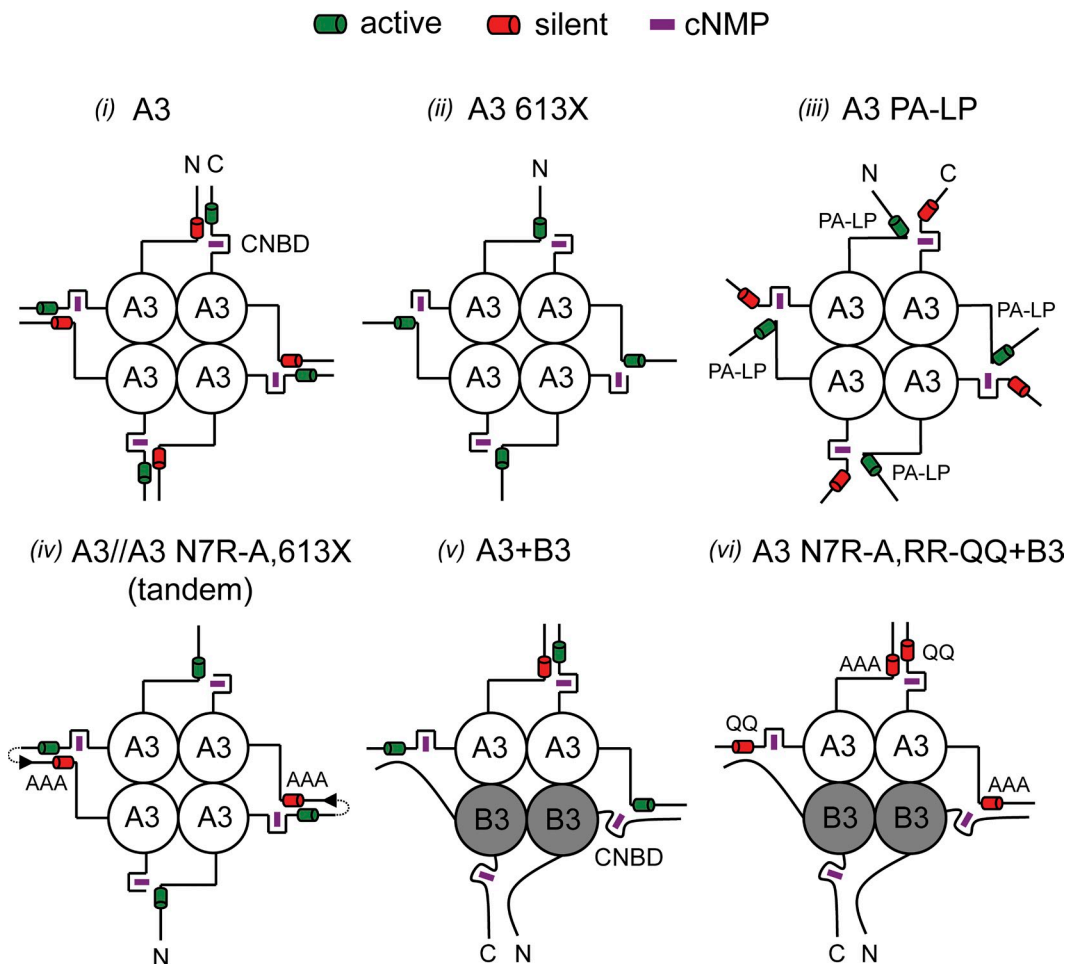 active silent cNMP
(i) A3
(ii) A3 613X
(iii) A3 PA-LP
N C
CNBD
A3 A3
A3 A3
N
A3 A3
A3 A3
N C
PA-LP
PA-LP
A3 A3
PA-LP
A3 A3
PA-LP
(iv) A3//A3 N7R-A,613X
(tandem)
(v) A3+B3
(vi) A3 N7R-A,RR-QQ+B3
A3 A3
AAA AAA
A3 A3
N
A3 A3
B3 B3
CNBD
C N
AAA QQ
QQ
A3 A3
AAA
B3 B3
C N